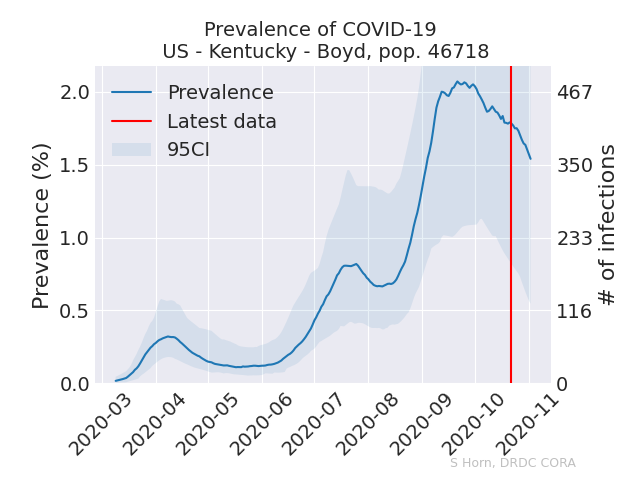 Prevalence of COVID-19
US - Kentucky - Boyd, pop. 46718
Prevalence
Latest data
95CI
Prevalence (%)
2.0
1.5
1.0
0.5
0.0
# of infections
467
350
233
116
0
2020-03
2020-04
2020-05
2020-06
2020-07
2020-08
2020-09
2020-10
2020-11
S Horn, DRDC CORA